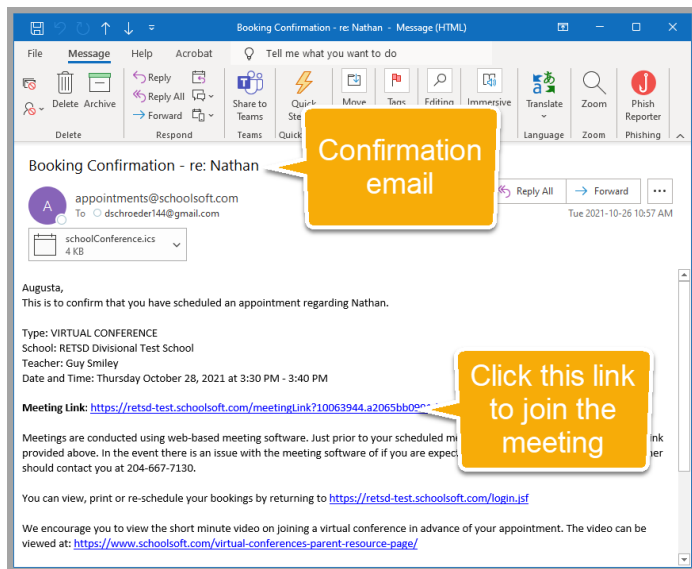 Booking Confirmation - re: Nathan - Message (HTML)
File Message Help Acrobat Tell me what you want to do
Delete Archive
Reply
Reply All
Forward
Share to Teams
Quick
Move
Tags
Editing
Immersive
Translate
Zoom
Phish Reporter
Delete Respond Teams Quick Language Zoom Phishing
Booking Confirmation - re: Nathan
Confirmation
email
A
appointments@schoolsoft.com
To dschroeder144@gmail.com
Reply All Forward
Tue 2021-10-26 10:57 AM
schoolConference.ics
4 KB
Augusta,
This is to confirm that you have scheduled an appointment regarding Nathan.
Type: VIRTUAL CONFERENCE
School: RETSD Divisional Test School
Teacher: Guy Smiley
Date and Time: Thursday October 28, 2021 at 3:30 PM - 3:40 PM
Click this link
to join the
meeting
Meeting Link: https://retsd-test.schoolsoft.com/meetingLink?10063944.a2065bb09
Meetings are conducted using web-based meeting software. Just prior to your scheduled
provided above. In the event there is an issue with the meeting software of if you are
should contact you at 204-667-7130.
You can view, print or re-schedule your bookings by returning to https://retsd-test.schoolsoft.com/login.jsf
We encourage you to view the short minute video on joining a virtual conference in advance of your appointment. The video can be
viewed at: https://www.schoolsoft.com/virtual-conferences-parent-resource-page/